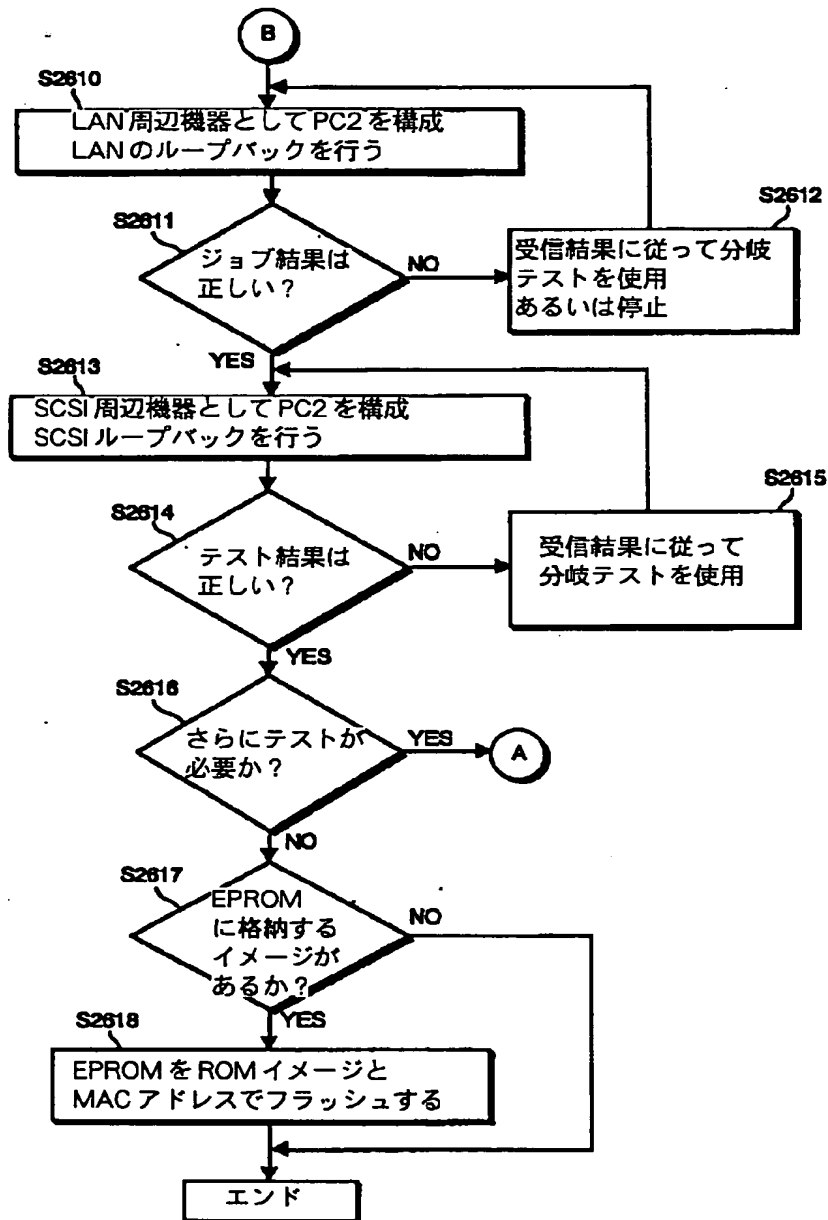 B
S2610
LAN周辺機器としてPC2を構成
LANのループバックを行う
S2611
ジョブ結果は
正しい？
NO
S2612
受信結果に従って分岐
テストを使用
あるいは停止
YES
S2613
SCSI周辺機器としてPC2を構成
SCSIループバックを行う
S2614
テスト結果は
正しい？
NO
S2615
受信結果に従って
分岐テストを使用
YES
S2616
さらにテストが
必要か？
YES
A
NO
S2617
EPROM
に格納する
イメージが
あるか？
NO
YES
S2618
EPROMをROMイメージと
MACアドレスでフラッシュする
エンド